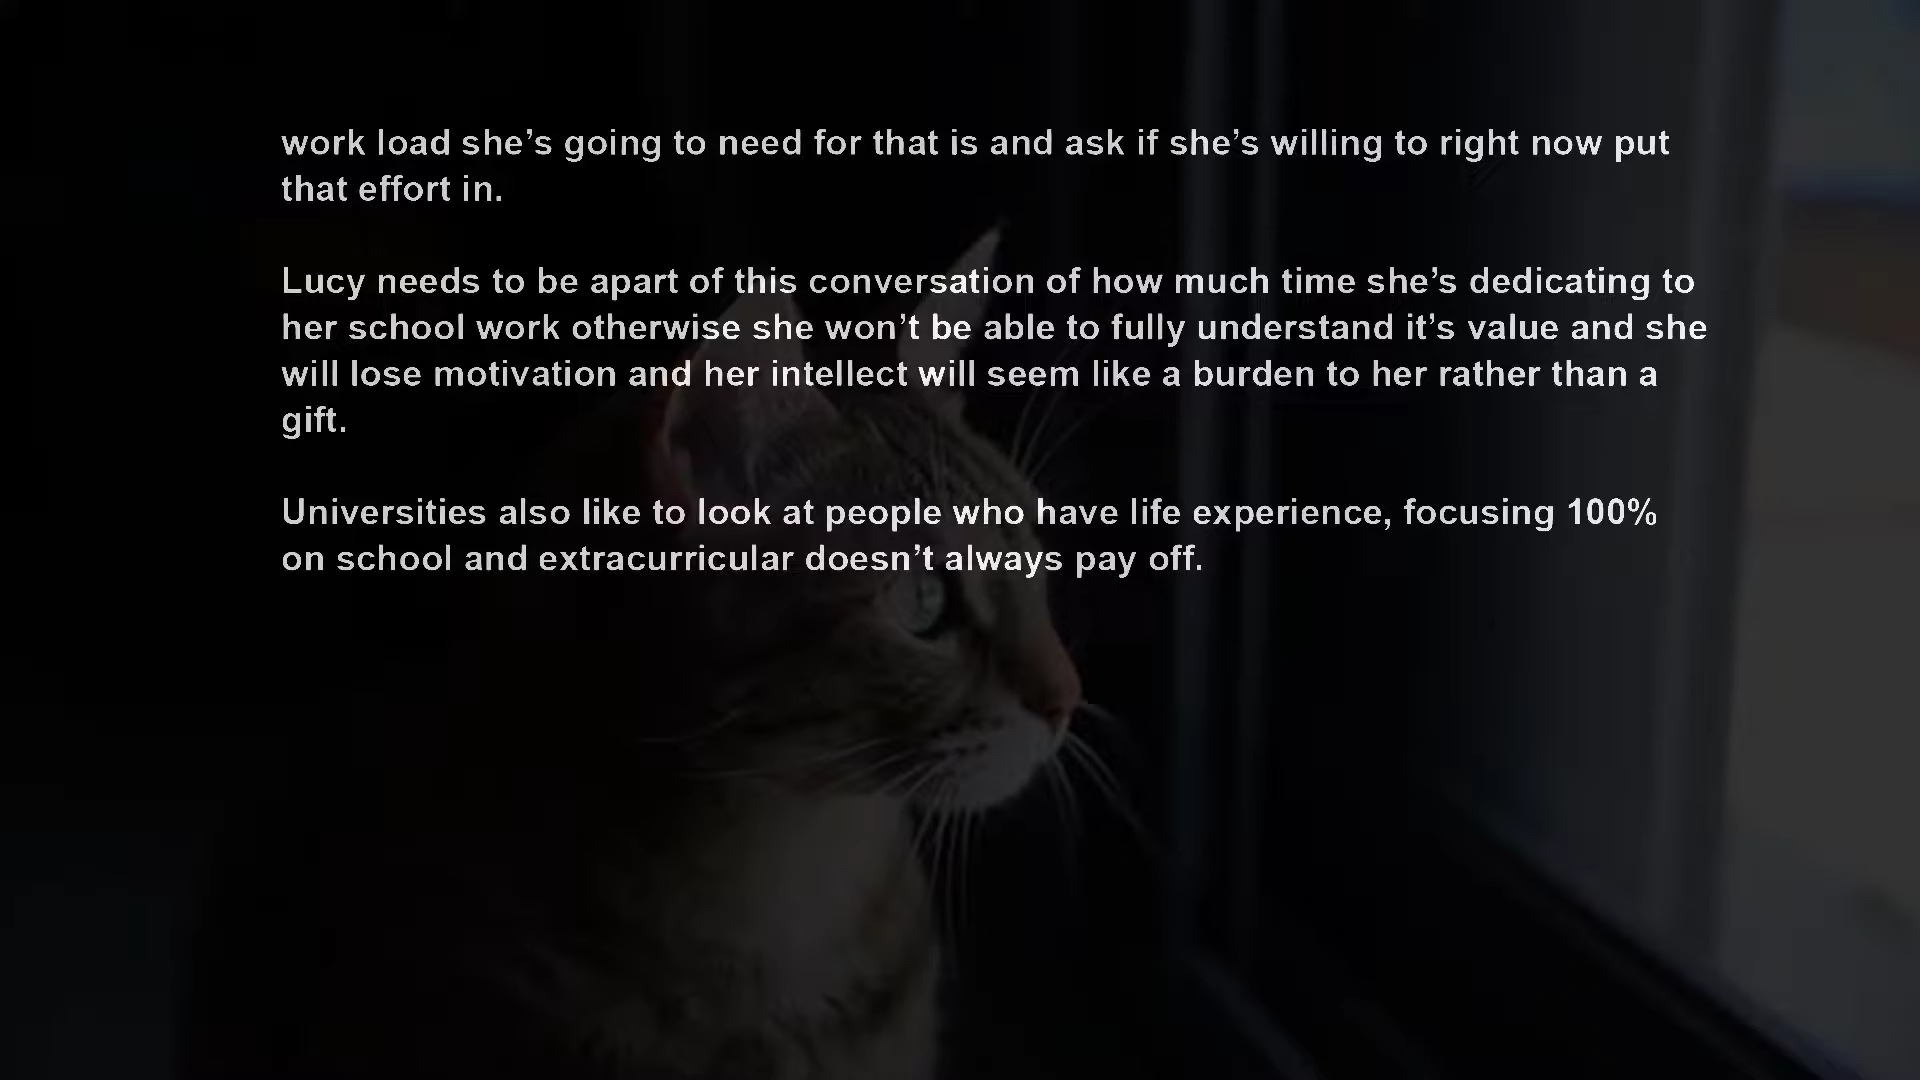 work load she’s going to need for that is and ask if she’s willing to right now put
that effort in.
Lucy needs to be apart of this conversation of how much time she’s dedicating to
her school work otherwise she won’t be able to fully understand it’s value and she
will lose motivation and her intellect will seem like a burden to her rather than a
gift.
Universities also like to look at people who have life experience, focusing 100%
on school and extracurricular doesn’t always pay off.